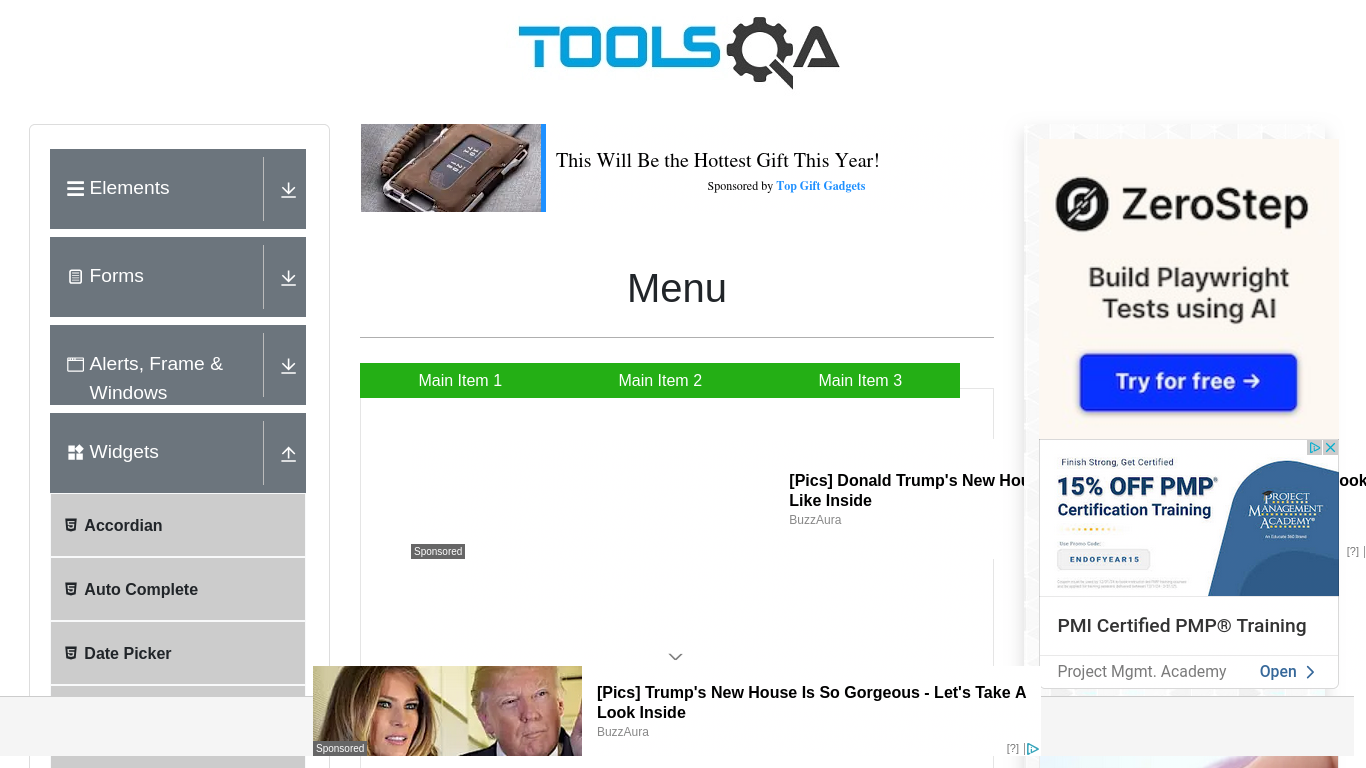 TOOLSQA
Elements
Forms
Alerts, Frame &
Windows
Widgets
Accordian
Auto Complete
Date Picker
This Will Be the Hottest Gift This Year!
Sponsored by Top Gift Gadgets
Menu
Main Item 1
Main Item 2
Main Item 3
[Pics] Donald Trump's New Hou
ook
Like Inside
BuzzAura
Sponsored
[?]
[Pics] Trump's New House Is So Gorgeous - Let's Take A
Look Inside
BuzzAura
Sponsored
[?]
ZeroStep
Build Playwright
Tests using AI
Try for free →
Finish Strong, Get Certified
15% OFF PMP®
Certification Training
Use Promo Code:
ENDOFYEAR15
PROJECT
MANAGEMENT
ACADEMY®
An Educate 360 Brand
PMI Certified PMP® Training
Project Mgmt. Academy
Open